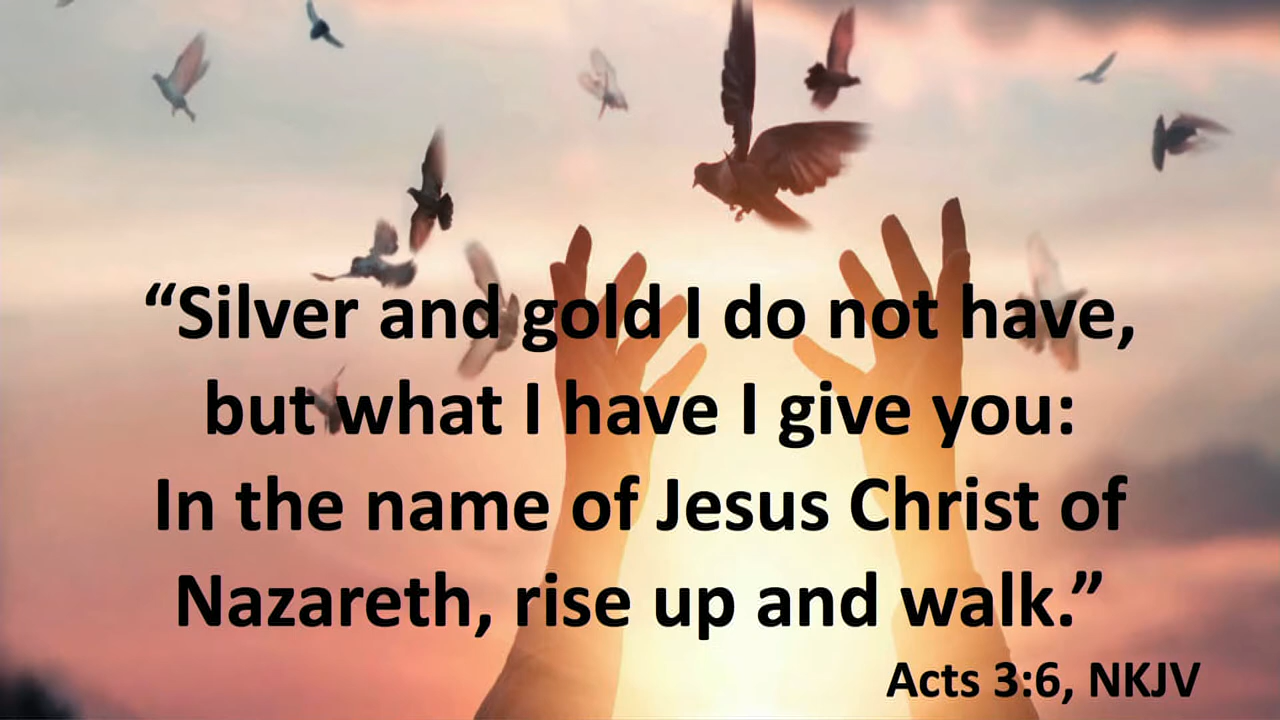 “Silver and gold I do not have,
but what I have I give you:
In the name of Jesus Christ of
Nazareth, rise up and walk.”
Acts 3:6, NKJV